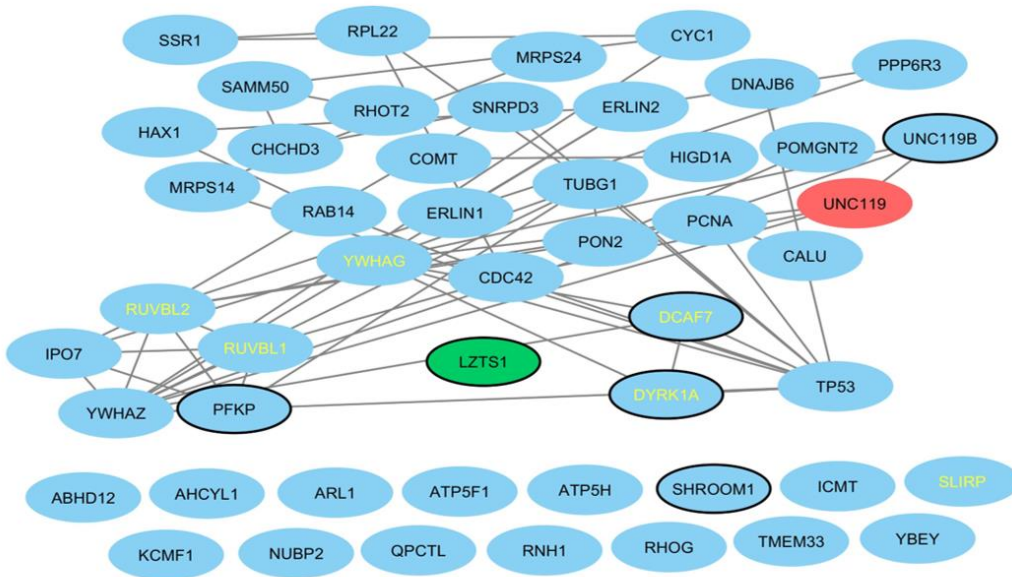 SSR1
RPL22
CYC1
MRPS24
PPP6R3
SAMM50
DNAJB6
RHOT2
SNRPD3
ERLIN2
HAX1
UNC119B
CHCHD3
COMT
HIGD1A
POMGNT2
MRPS14
TUBG1
RAB14
ERLIN1
PCNA
UNC119
PON2
YWHAG
CALU
CDC42
RUVBL2
DCAF7
RUVBL1
IPO7
LZTS1
TP53
DYRK1A
YWHAZ
PFKP
ABHD12
AHCYL1
ARL1
ATP5F1
ATP5H
SHROOM1
ICMT
SLIRP
KCMF1
NUBP2
QPCTL
RNH1
RHOG
TMEM33
YBEY